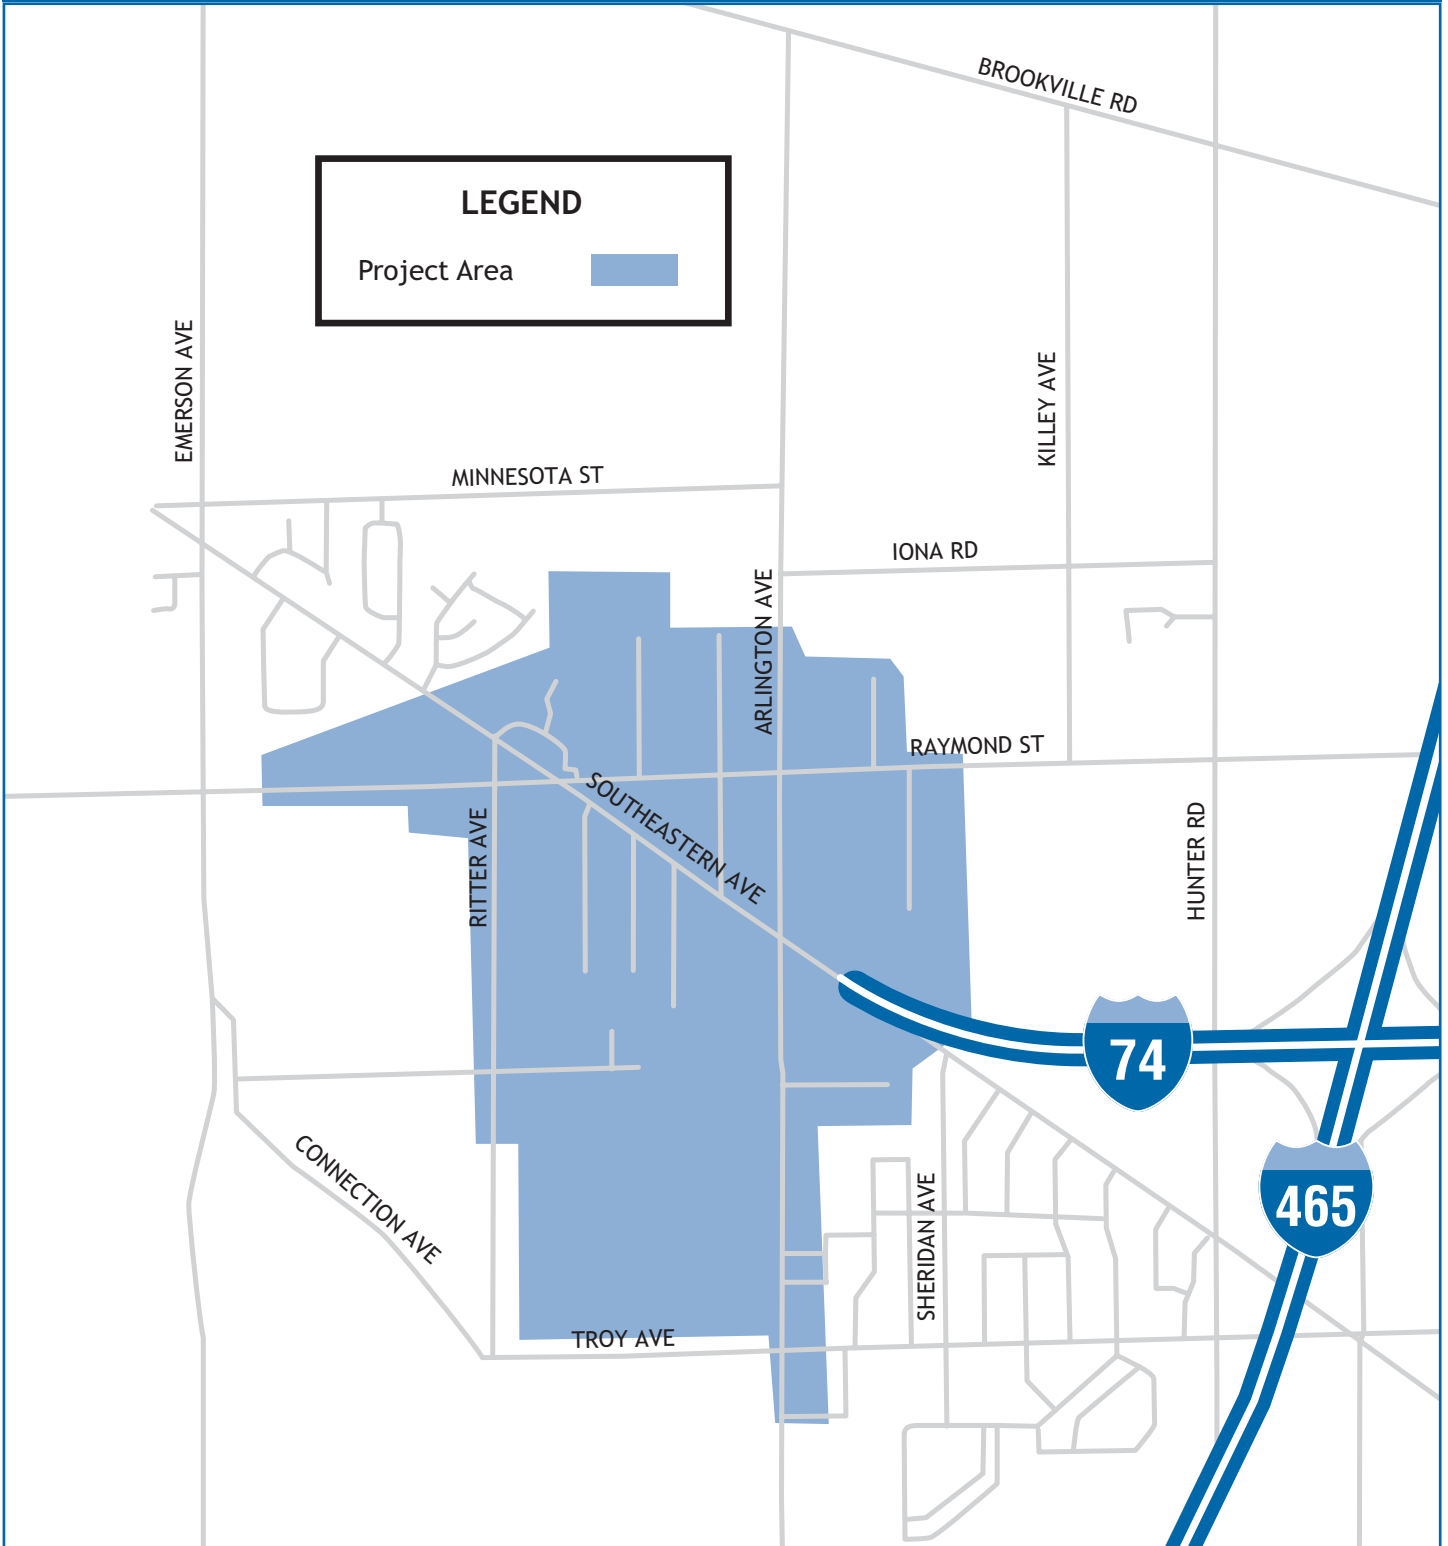 BROOKVILLE RD
LEGEND
Project Area
EMERSON AVE
KILLEY AVE
MINNESOTA ST
IONA RD
ARLINGTON AVE
RAYMOND ST
SOUTHEASTERN AVE
RITTER AVE
HUNTER RD
74
CONNECTION AVE
465
SHERIDAN AVE
TROY AVE